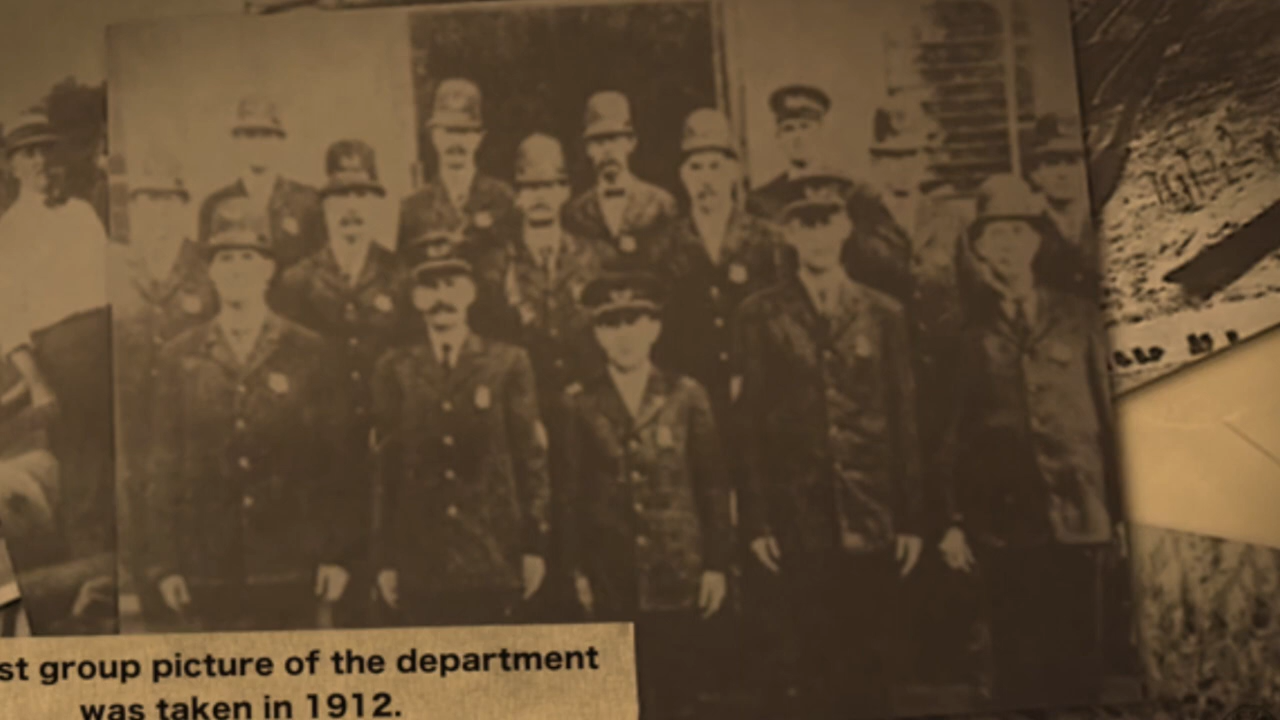 st group picture of the department
was taken in 1912.